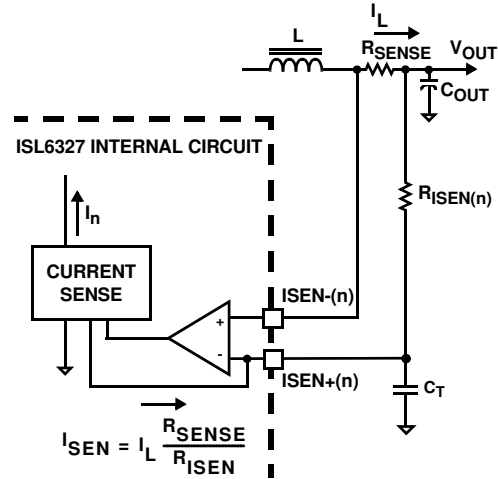 I_L
L
R_SENSE
V_OUT
C_OUT
ISL6327 INTERNAL CIRCUIT
R_ISEN(n)
I_n
CURRENT
SENSE
ISEN-(n)
+
-
ISEN+(n)
C_T
I_SEN = I_L R_SENSE / R_ISEN